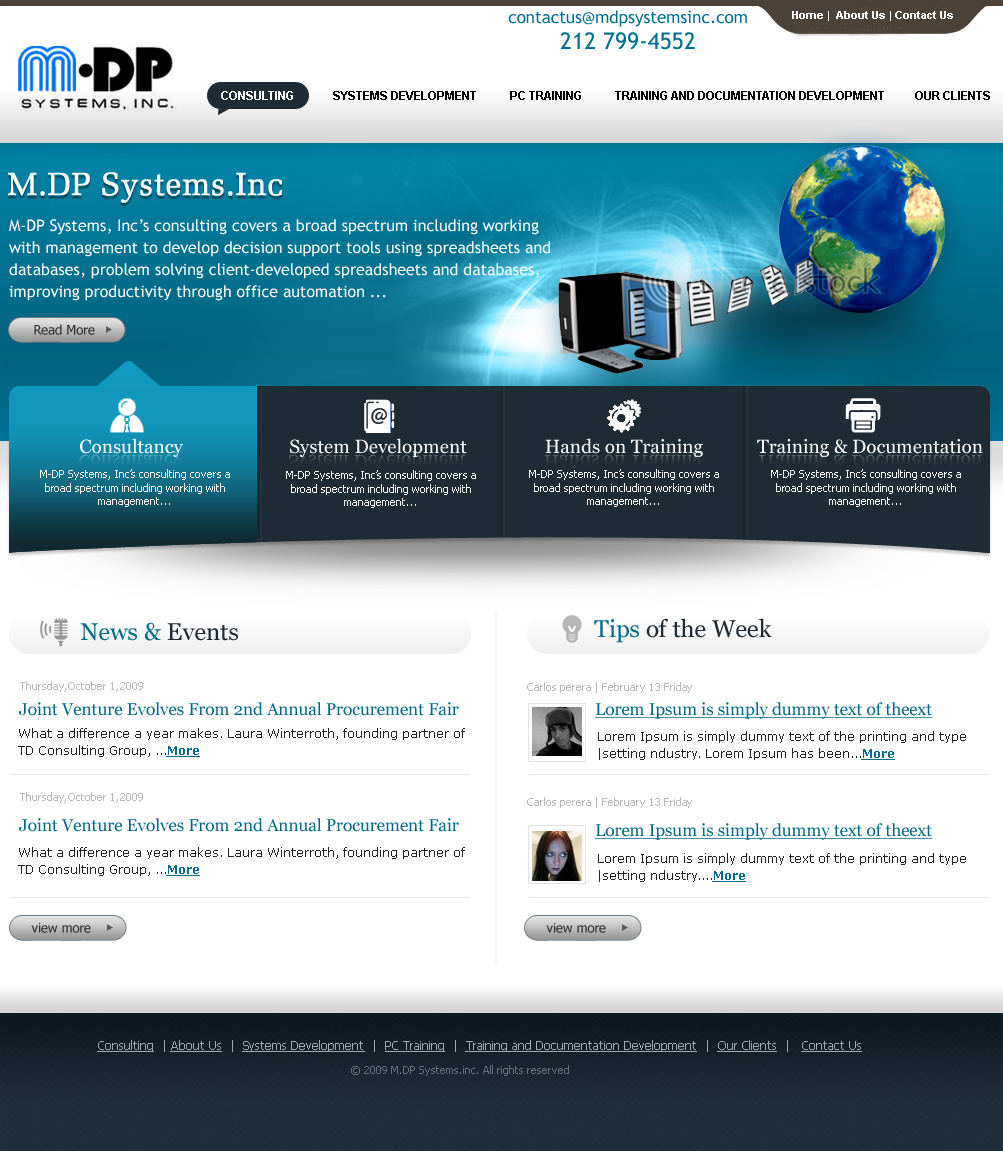 contactus@mdpsystemsinc.com
212 799-4552
Home | About Us | Contact Us
M·DP
SYSTEMS, INC.
CONSULTING SYSTEMS DEVELOPMENT PC TRAINING TRAINING AND DOCUMENTATION DEVELOPMENT OUR CLIENTS
M.DP Systems.Inc
M-DP Systems, Inc's consulting covers a broad spectrum including working
with management to develop decision support tools using spreadsheets and
databases, problem solving client-developed spreadsheets and databases,
improving productivity through office automation ...
Read More
Consultancy
M-DP Systems, Inc's consulting covers a
broad spectrum including working with
management...
System Development
M-DP Systems, Inc's consulting covers a
broad spectrum including working with
management...
Hands on Training
M-DP Systems, Inc's consulting covers a
broad spectrum including working with
management...
Training & Documentation
M-DP Systems, Inc's consulting covers a
broad spectrum including working with
management...
News & Events
Thursday,October 1,2009
Joint Venture Evolves From 2nd Annual Procurement Fair
What a difference a year makes. Laura Winterroth, founding partner of
TD Consulting Group, ...More
Thursday,October 1,2009
Joint Venture Evolves From 2nd Annual Procurement Fair
What a difference a year makes. Laura Winterroth, founding partner of
TD Consulting Group, ...More
view more
Tips of the Week
Carlos perera | February 13 Friday
Lorem Ipsum is simply dummy text of theext
Lorem Ipsum is simply dummy text of the printing and type
|setting ndustry. Lorem Ipsum has been...More
Carlos perera | February 13 Friday
Lorem Ipsum is simply dummy text of theext
Lorem Ipsum is simply dummy text of the printing and type
|setting ndustry....More
view more
Consulting | About Us | Systems Development | PC Training | Training and Documentation Development | Our Clients | Contact Us
© 2009 M.DP Systems.inc. All rights reserved